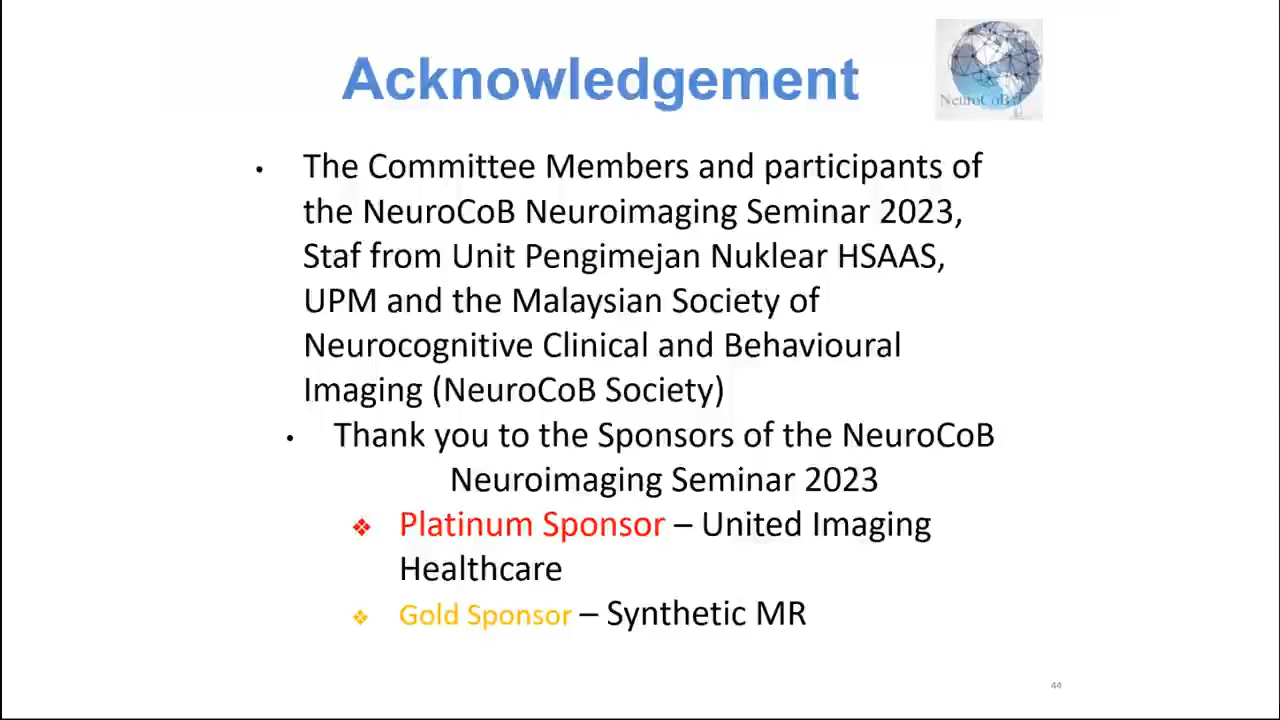 Acknowledgement
NeuroCoB
• The Committee Members and participants of
the NeuroCoB Neuroimaging Seminar 2023,
Staf from Unit Pengimejan Nuklear HSAAS,
UPM and the Malaysian Society of
Neurocognitive Clinical and Behavioural
Imaging (NeuroCoB Society)
• Thank you to the Sponsors of the NeuroCoB
Neuroimaging Seminar 2023
❖ Platinum Sponsor – United Imaging
Healthcare
❖ Gold Sponsor – Synthetic MR
44